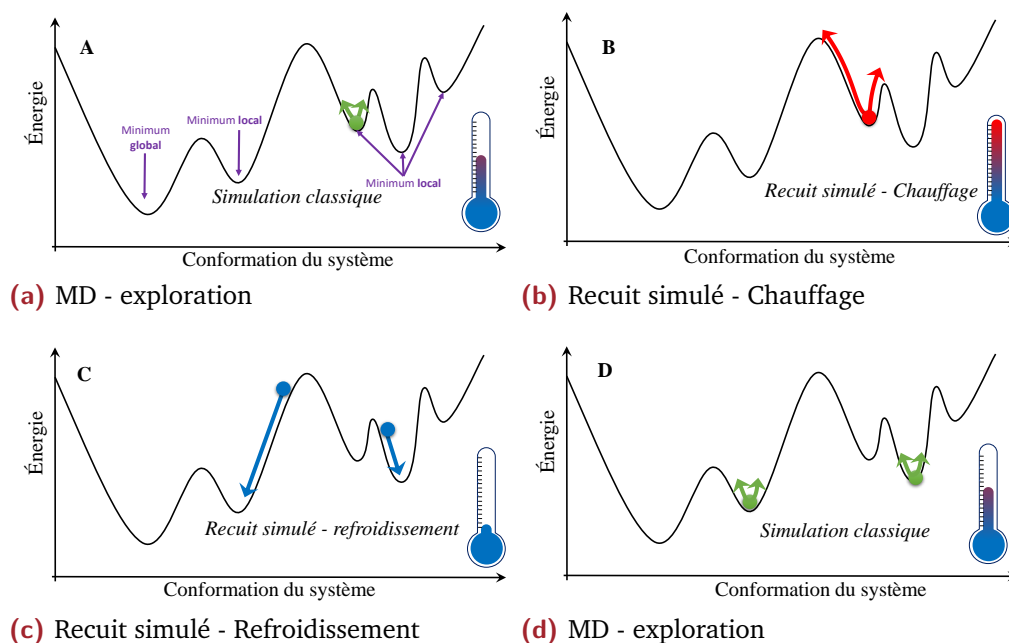 A
Énergie
Minimum
global
Minimum local
Minimum local
Simulation classique
Conformation du système
(a) MD - exploration
B
Énergie
Recuit simulé - Chauffage
Conformation du système
(b) Recuit simulé - Chauffage
C
Énergie
Recuit simulé - refroidissement
Conformation du système
(c) Recuit simulé - Refroidissement
D
Énergie
Simulation classique
Conformation du système
(d) MD - exploration